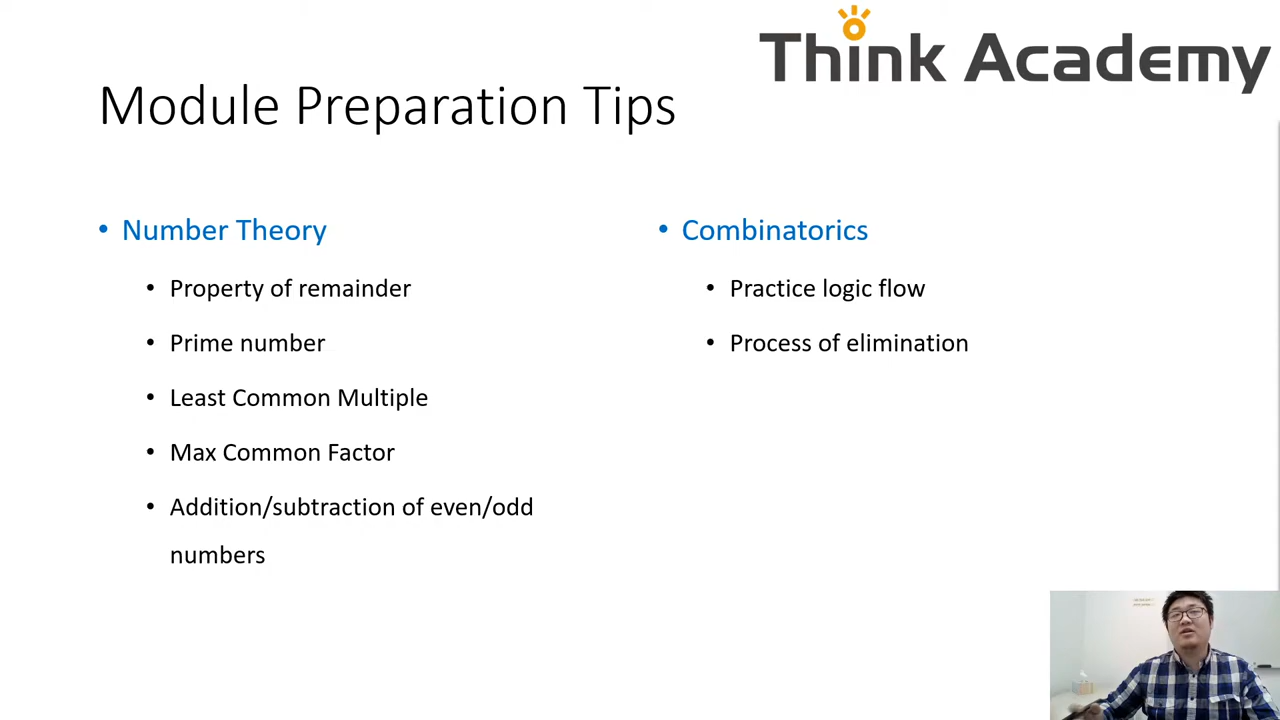 Think Academy
Module Preparation Tips
• Number Theory
• Property of remainder
• Prime number
• Least Common Multiple
• Max Common Factor
• Addition/subtraction of even/odd
numbers
• Combinatorics
• Practice logic flow
• Process of elimination